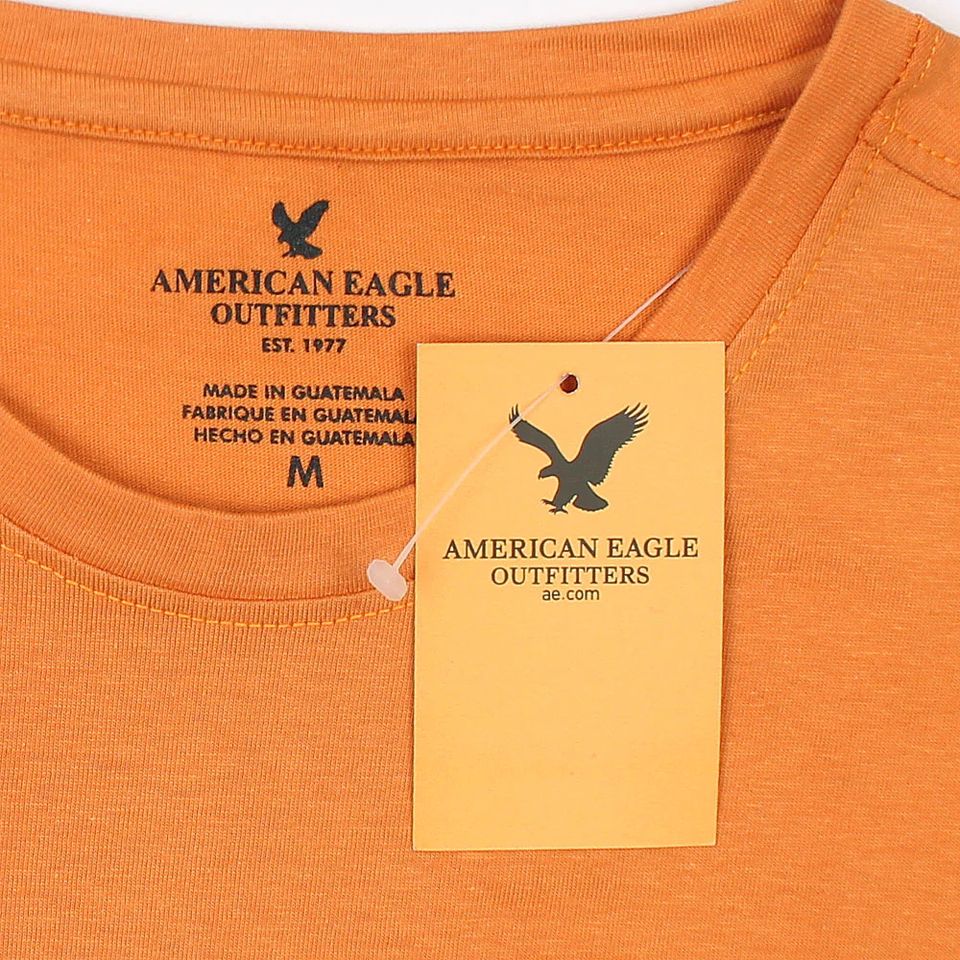 AMERICAN EAGLE
OUTFITTERS
EST. 1977
MADE IN GUATEMALA
FABRIQUE EN GUATEMALA
HECHO EN GUATEMALA
M
AMERICAN EAGLE
OUTFITTERS
ae.com